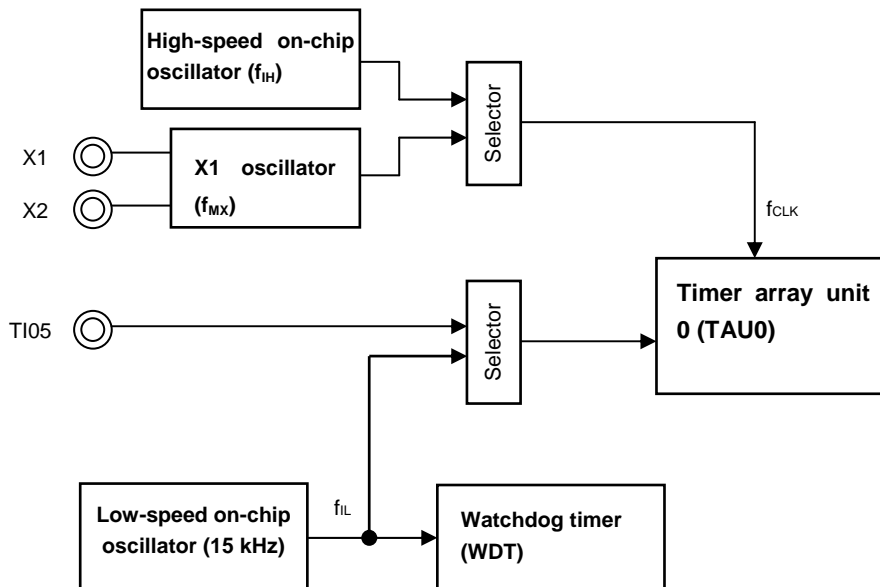 High-speed on-chip
oscillator (fIH)
Selector
X1
X1 oscillator
(fMX)
X2
fCLK
Timer array unit
0 (TAU0)
Selector
TI05
Low-speed on-chip
oscillator (15 kHz)
fIL
Watchdog timer
(WDT)